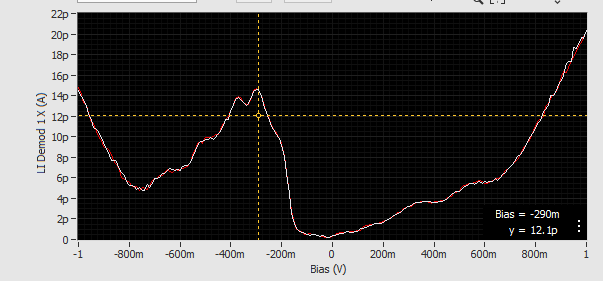 22p
20p
18p
16p
14p
12p
10p
8p
6p
4p
2p
0
LI Demod 1 X (A)
-1 -800m -600m -400m -200m 0 200m 400m 600m 800m 1
Bias (V)
Bias = -290m
y = 12.1p